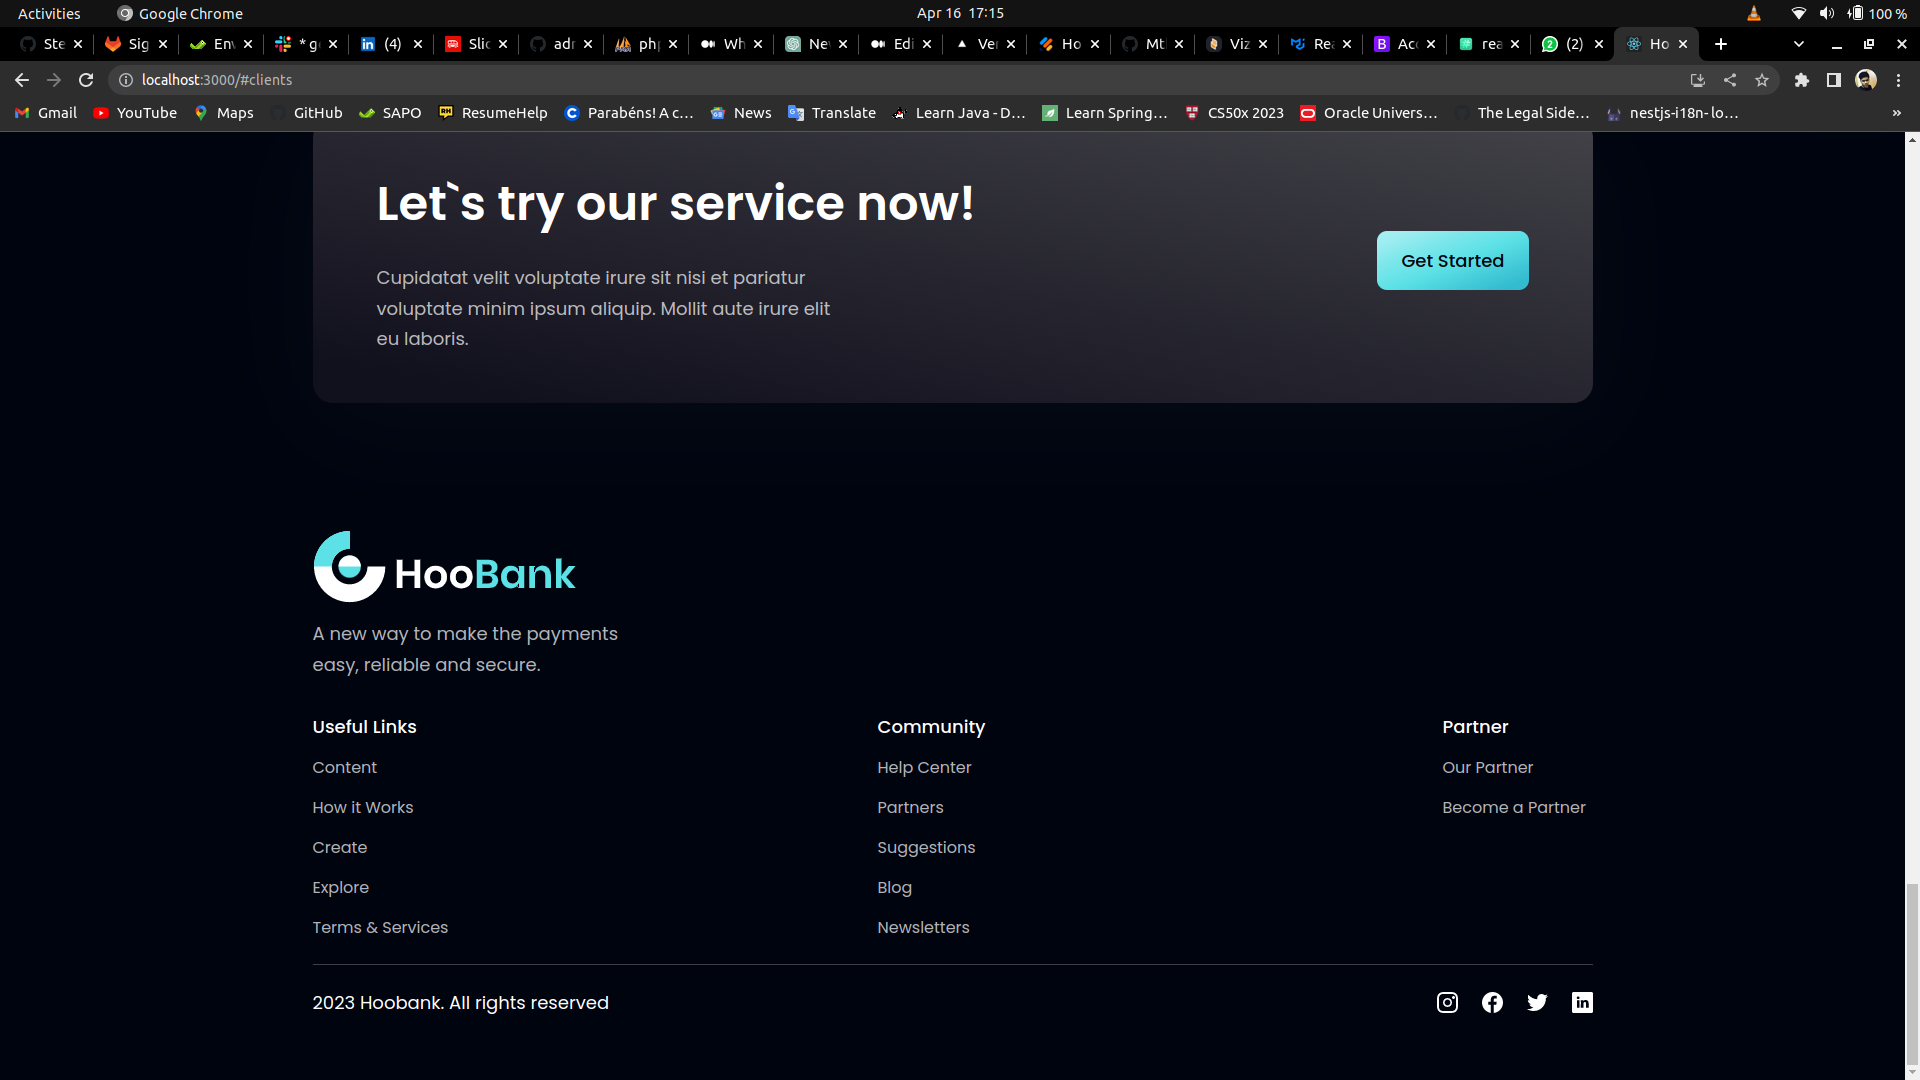 Activities Google Chrome Apr 16 17:15 100 %
Ste Sig Env * g (4) Slic adr php Wh Nev Edi Ver Ho Mt Viz Rea Acc rea (2) Ho
localhost:3000/#clients
Gmail YouTube Maps GitHub SAPO ResumeHelp Parabéns! A c... News Translate Learn Java - D... Learn Spring... CS50x 2023 Oracle Univers... The Legal Side... nestjs-i18n- lo... »
Let`s try our service now!
Get Started
Cupidatat velit voluptate irure sit nisi et pariatur
voluptate minim ipsum aliquip. Mollit aute irure elit
eu laboris.
HooBank
A new way to make the payments
easy, reliable and secure.
Useful Links
Content
How it Works
Create
Explore
Terms & Services
Community
Help Center
Partners
Suggestions
Blog
Newsletters
Partner
Our Partner
Become a Partner
2023 Hoobank. All rights reserved